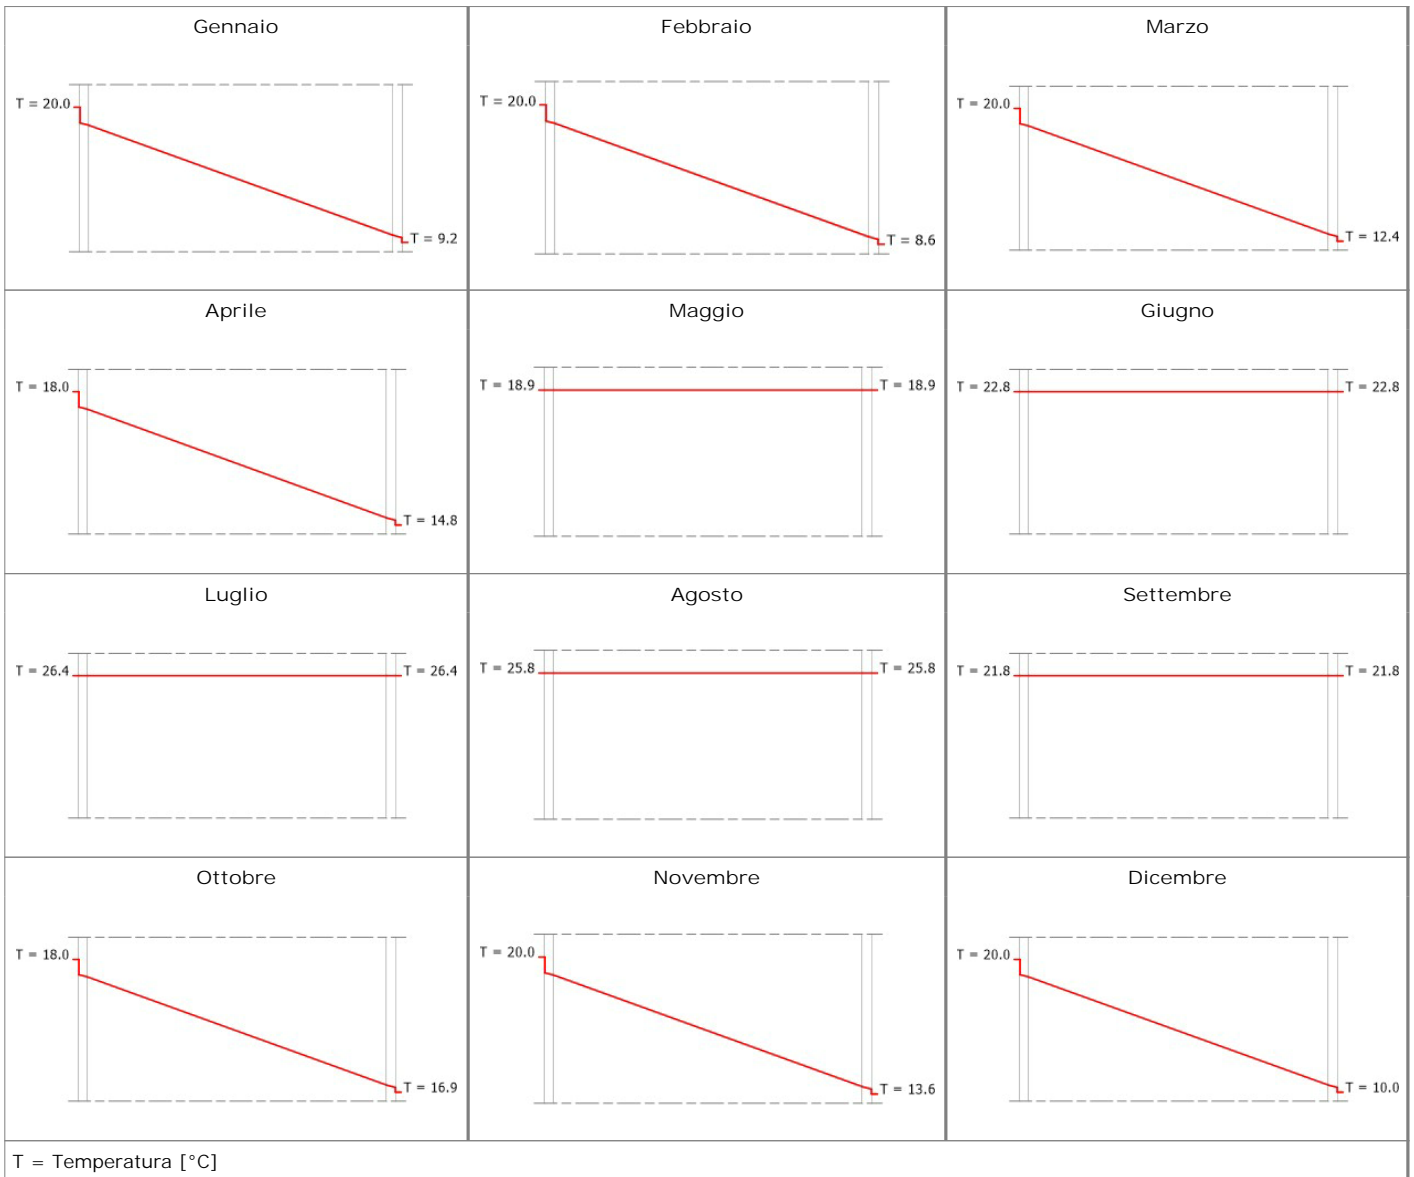 Gennaio
Febbraio
Marzo
T = 20.0
T = 9.2
T = 20.0
T = 8.6
T = 20.0
T = 12.4
Aprile
Maggio
Giugno
T = 18.0
T = 14.8
T = 18.9
T = 18.9
T = 22.8
T = 22.8
Luglio
Agosto
Settembre
T = 26.4
T = 26.4
T = 25.8
T = 25.8
T = 21.8
T = 21.8
Ottobre
Novembre
Dicembre
T = 18.0
T = 16.9
T = 20.0
T = 13.6
T = 20.0
T = 10.0
T = Temperatura [°C]